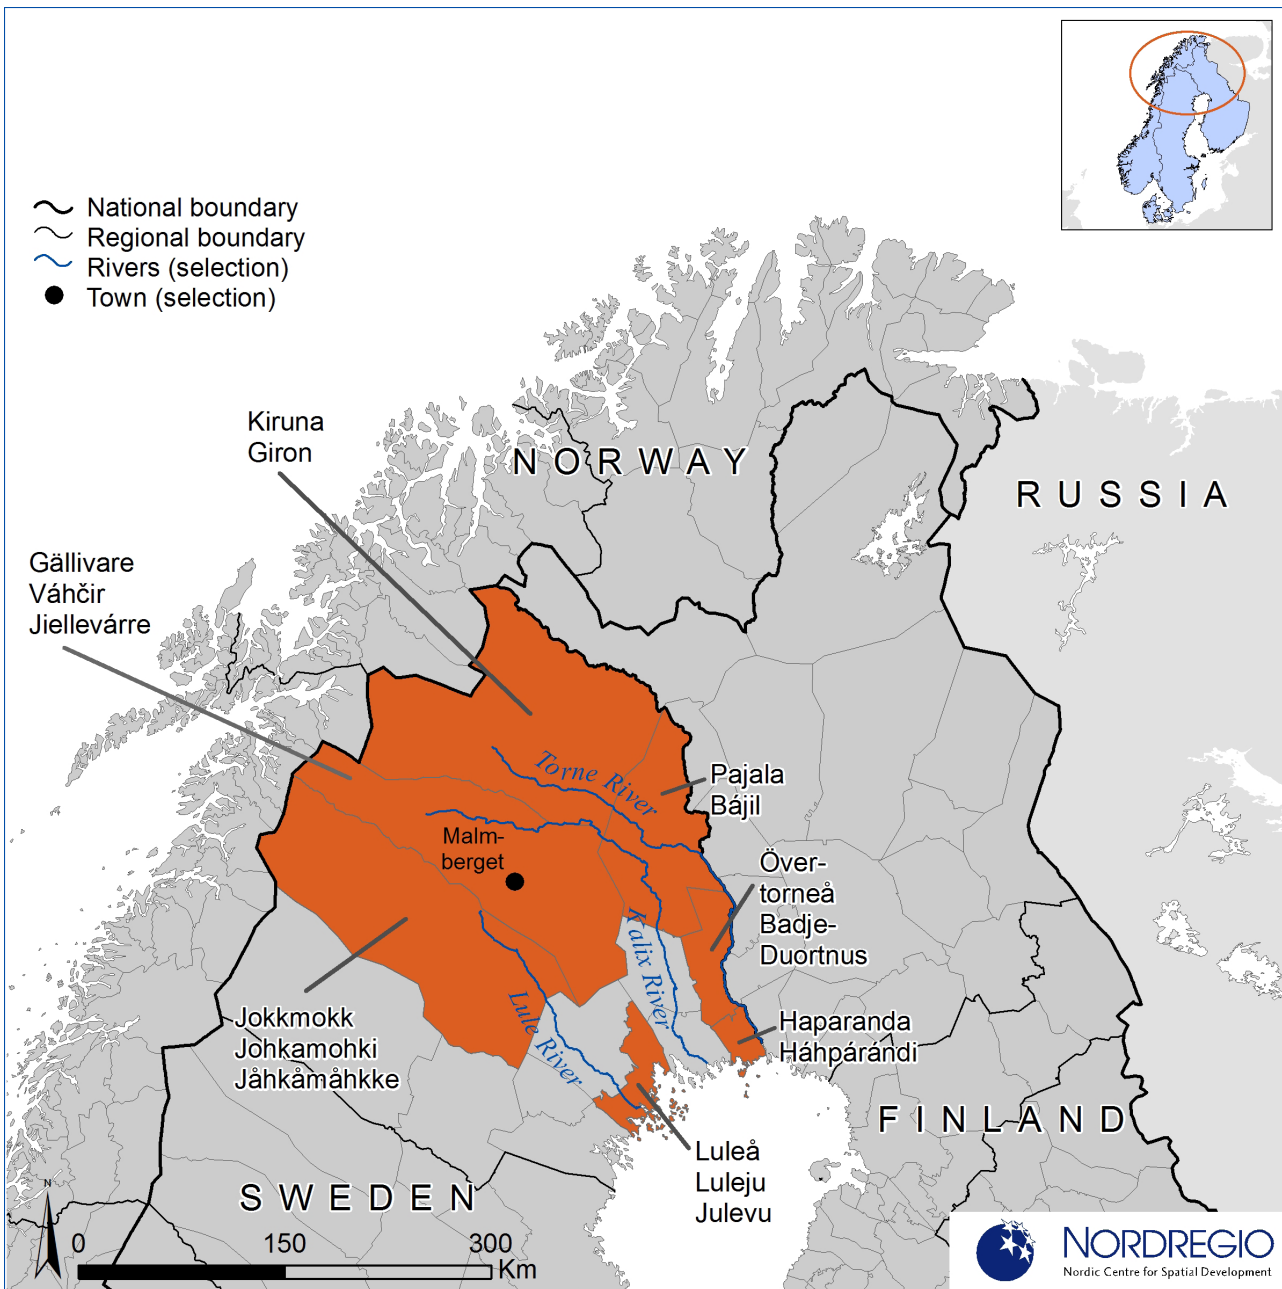 National boundary
Regional boundary
Rivers (selection)
Town (selection)
NORWAY
RUSSIA
Kiruna
Giron
Gällivare
Váhčir
Jiellevárre
Torne River
Pajala
Bájil
Malm-
berget
Över-
torneå
Badje-
Duortnus
Kalix River
Lule River
Jokkmokk
Johkamohki
Jåhkåmåhkke
Haparanda
Háhpárándi
FINLAND
Luleå
Luleju
Julevu
SWEDEN
N
0 150 300
Km
NORDREGIO
Nordic Centre for Spatial Development